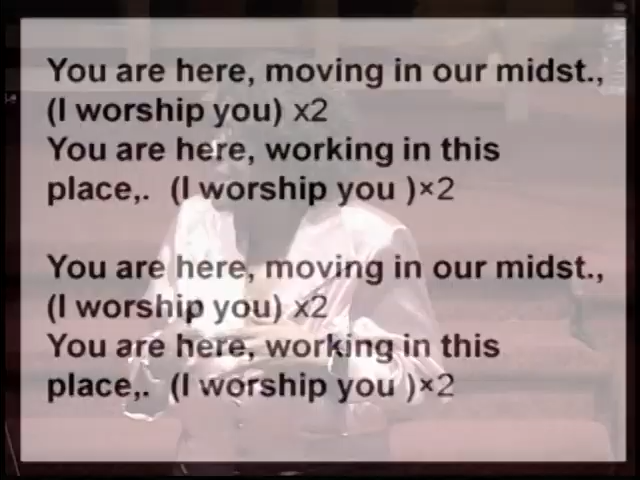 You are here, moving in our midst.,
(I worship you) x2
You are here, working in this
place,.  (I worship you )×2
You are here, moving in our midst.,
(I worship you) x2
You are here, working in this
place,.  (I worship you )×2